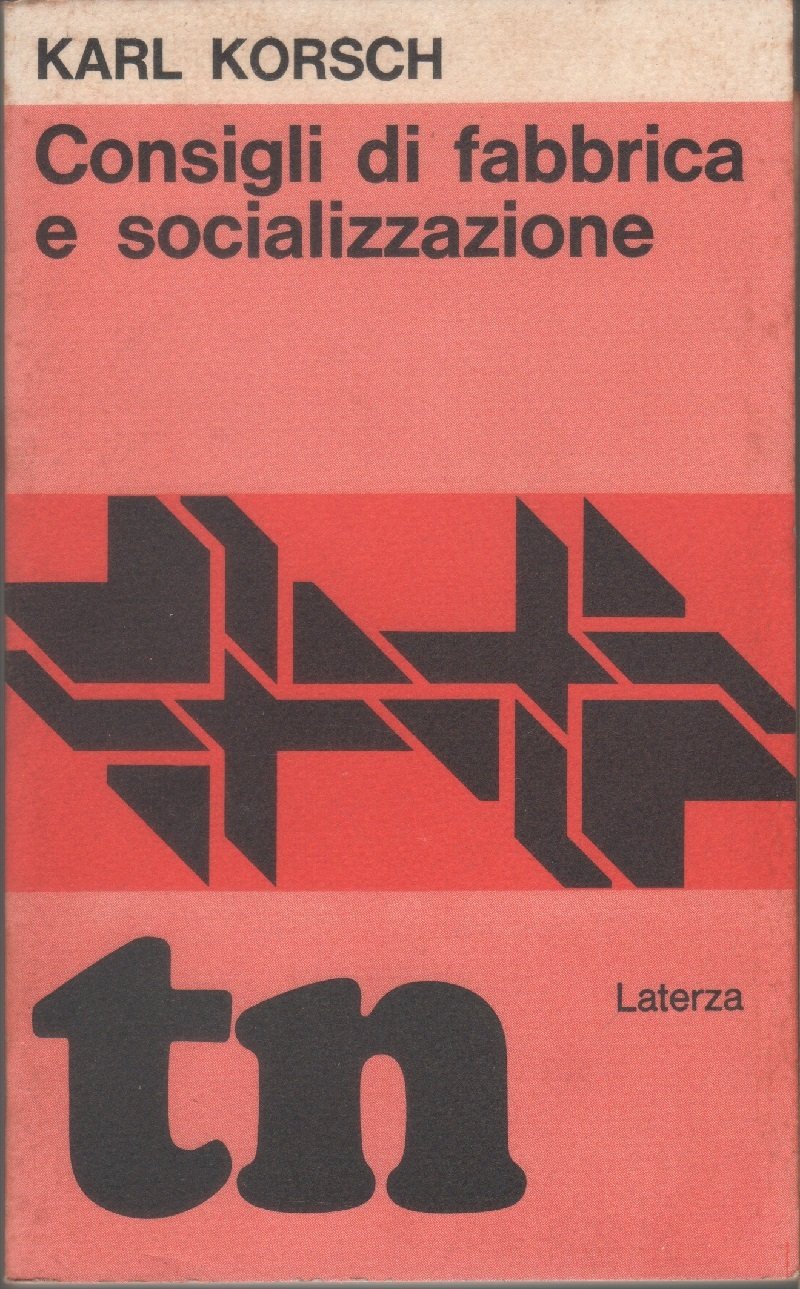 KARL KORSCH
Consigli di fabbrica
e socializzazione
tn
Laterza